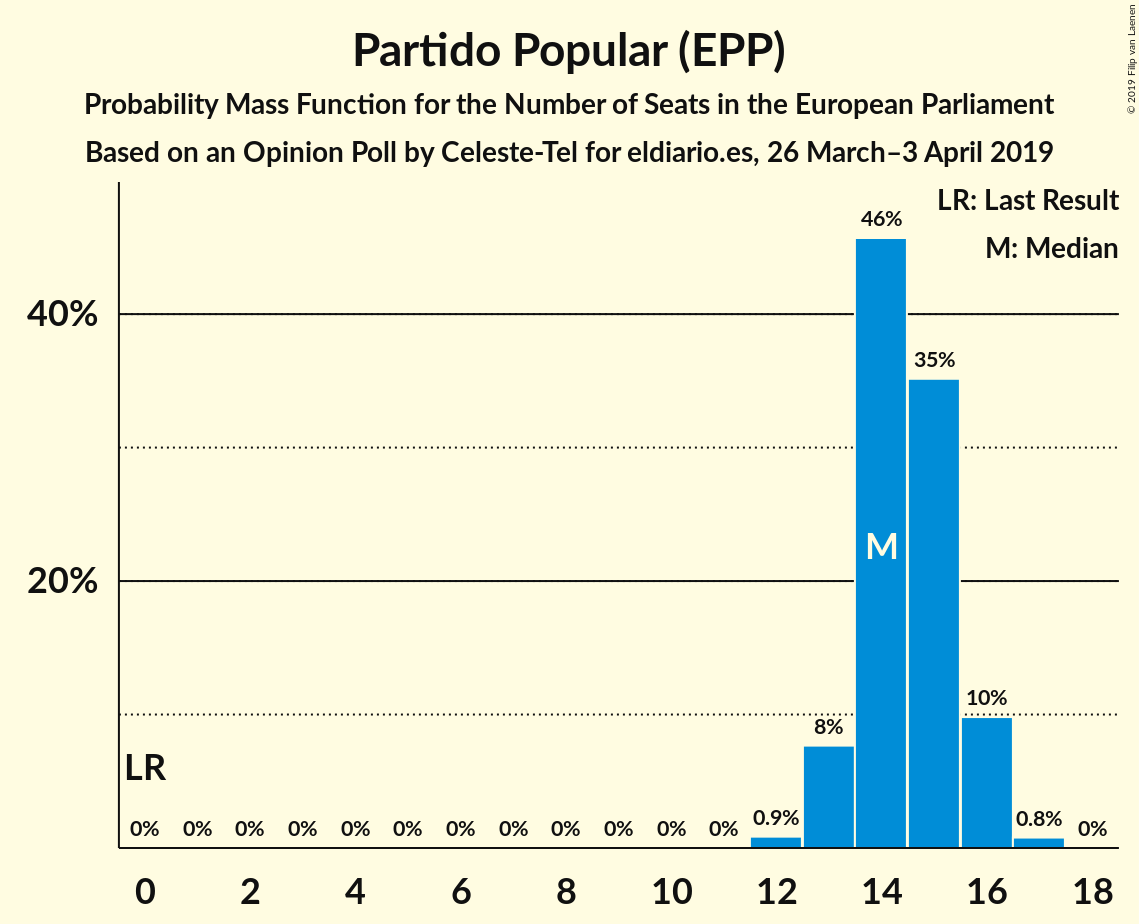 Partido Popular (EPP)
Probability Mass Function for the Number of Seats in the European Parliament
Based on an Opinion Poll by Celeste-Tel for eldiario.es, 26 March–3 April 2019
© 2019 Filip van Laenen
LR: Last Result
M: Median
46%
40%
35%
M
20%
10%
8%
LR
0% 0% 0% 0% 0% 0% 0% 0% 0% 0% 0% 0% 0.9% 0.8% 0%
0 2 4 6 8 10 12 14 16 18